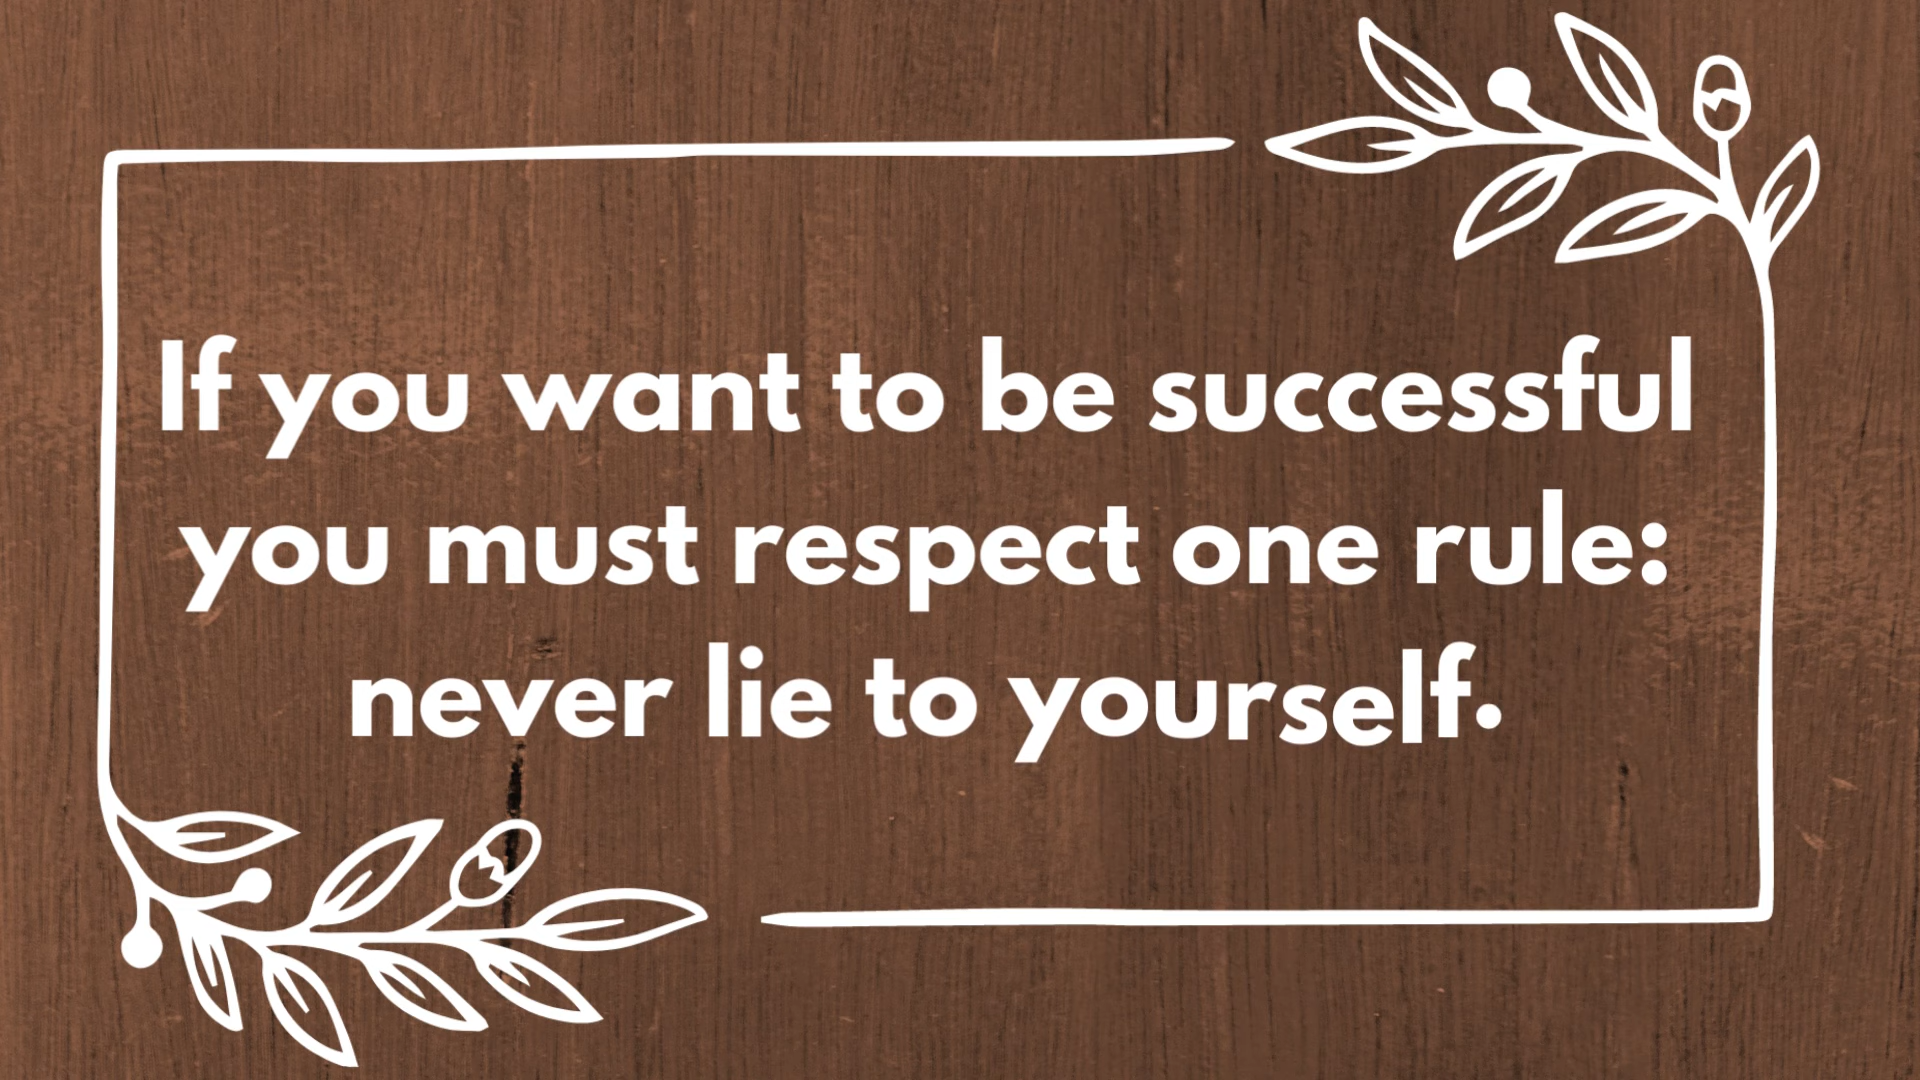 If you want to be successful
you must respect one rule:
never lie to yourself.